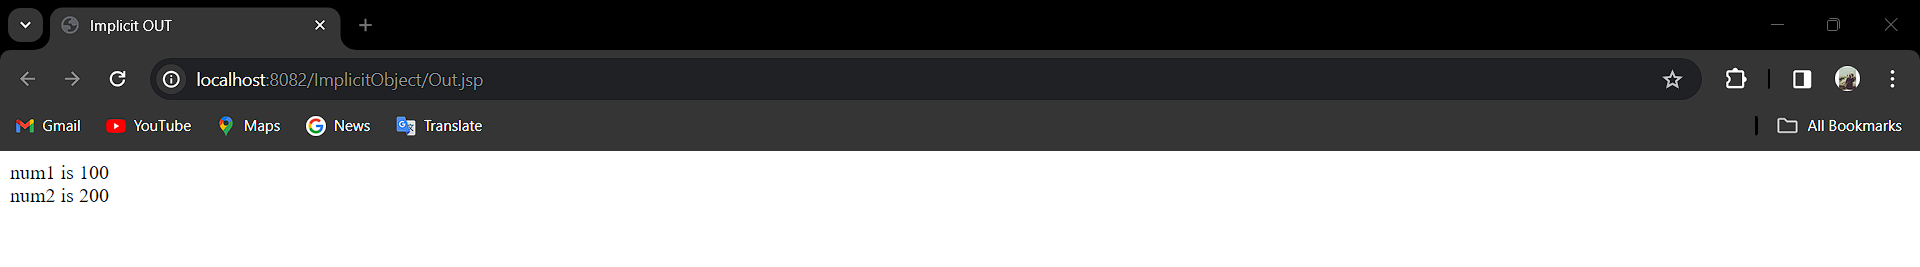 Implicit OUT
localhost:8082/ImplicitObject/Out.jsp
Gmail YouTube Maps News Translate All Bookmarks
num1 is 100
num2 is 200